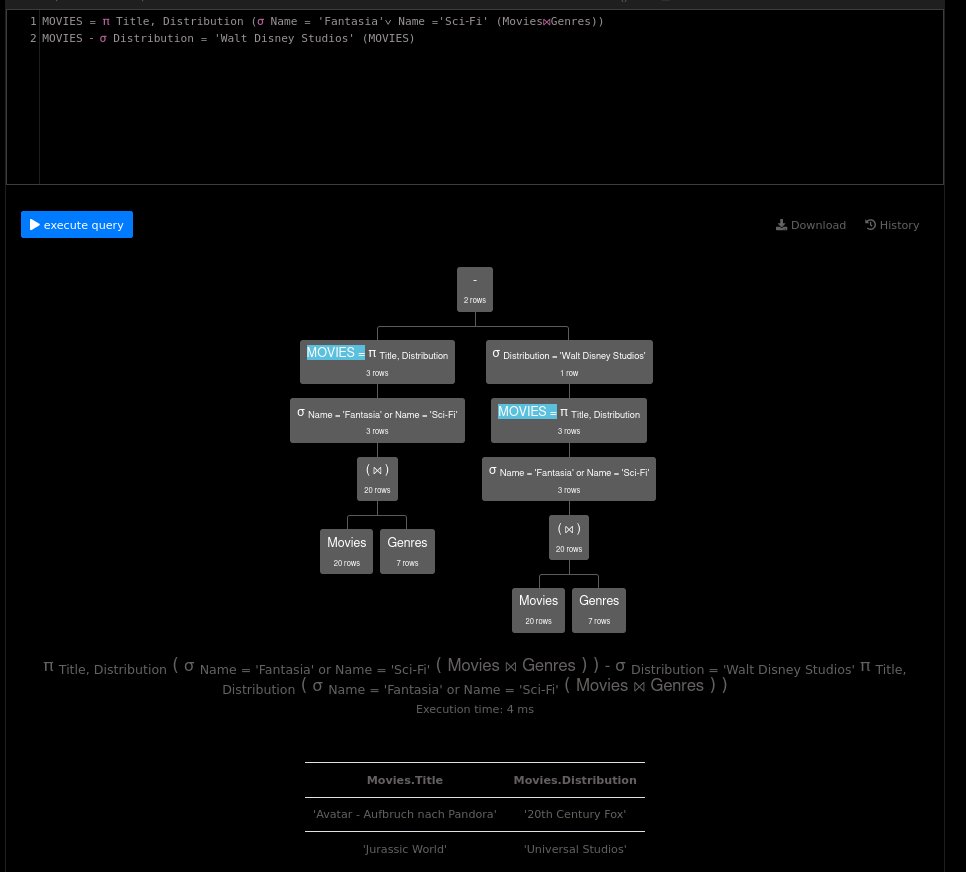 1 MOVIES = π Title, Distribution (σ Name = 'Fantasia'∨ Name ='Sci-Fi' (Movies⨝Genres))
2 MOVIES - σ Distribution = 'Walt Disney Studios' (MOVIES)
execute query
Download History
-
2 rows
MOVIES = π Title, Distribution
3 rows
σ Distribution = 'Walt Disney Studios'
1 row
σ Name = 'Fantasia' or Name = 'Sci-Fi'
3 rows
MOVIES = π Title, Distribution
3 rows
( ⋈ )
20 rows
σ Name = 'Fantasia' or Name = 'Sci-Fi'
3 rows
Movies
20 rows
Genres
7 rows
( ⋈ )
20 rows
Movies
20 rows
Genres
7 rows
π Title, Distribution ( σ Name = 'Fantasia' or Name = 'Sci-Fi' ( Movies ⋈ Genres ) ) - σ Distribution = 'Walt Disney Studios' π Title,
Distribution ( σ Name = 'Fantasia' or Name = 'Sci-Fi' ( Movies ⋈ Genres ) )
Execution time: 4 ms
Movies.Title Movies.Distribution
'Avatar - Aufbruch nach Pandora' '20th Century Fox'
'Jurassic World' 'Universal Studios'